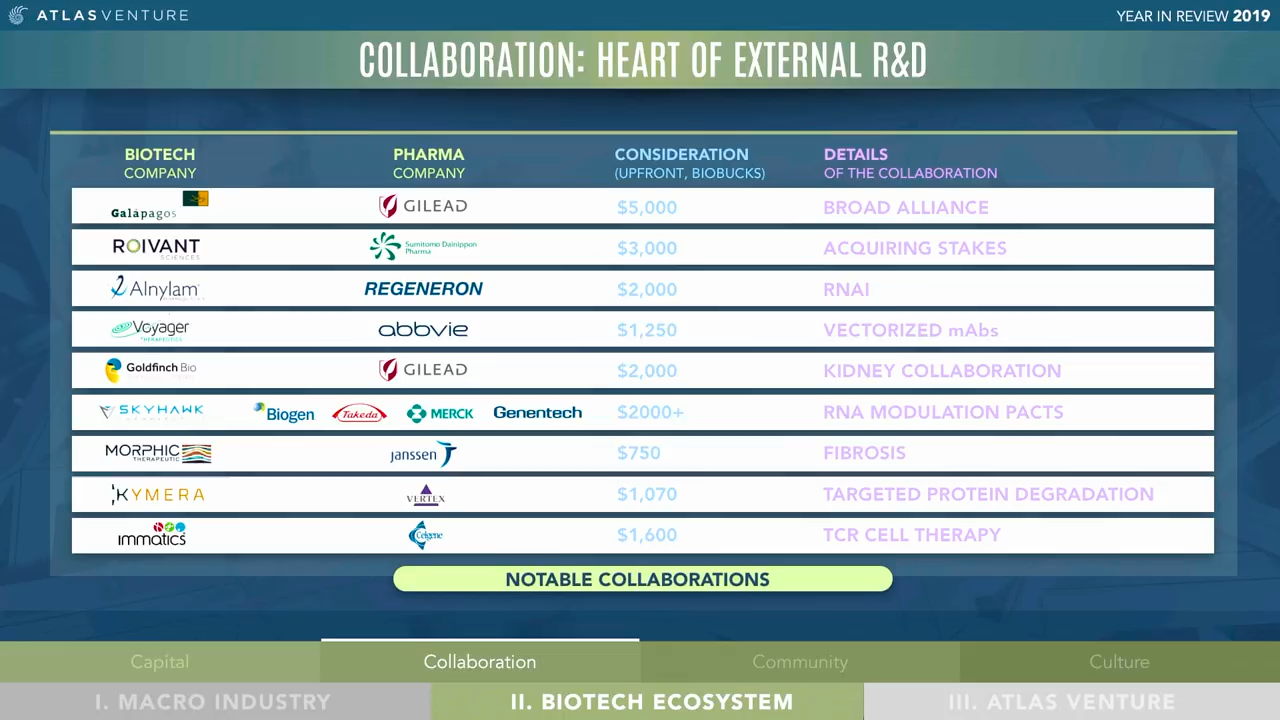 ATLAS VENTURE
YEAR IN REVIEW 2019
COLLABORATION: HEART OF EXTERNAL R&D
BIOTECH COMPANY
PHARMA COMPANY
CONSIDERATION (UPFRONT, BIOBUCKS)
DETAILS OF THE COLLABORATION
Galápagos GILEAD $5,000 BROAD ALLIANCE
ROIVANT SCIENCES Sumitomo Dainippon Pharma $3,000 ACQUIRING STAKES
Alnylam REGENERON $2,000 RNAI
Voyager THERAPEUTICS abbvie $1,250 VECTORIZED mAbs
Goldfinch Bio GILEAD $2,000 KIDNEY COLLABORATION
SKYHAWK Biogen Takeda MERCK Genentech $2000+ RNA MODULATION PACTS
MORPHIC THERAPEUTIC janssen $750 FIBROSIS
KYMERA VERTEX $1,070 TARGETED PROTEIN DEGRADATION
immatics Celgene $1,600 TCR CELL THERAPY
NOTABLE COLLABORATIONS
Capital Collaboration Community Culture
I. MACRO INDUSTRY II. BIOTECH ECOSYSTEM III. ATLAS VENTURE